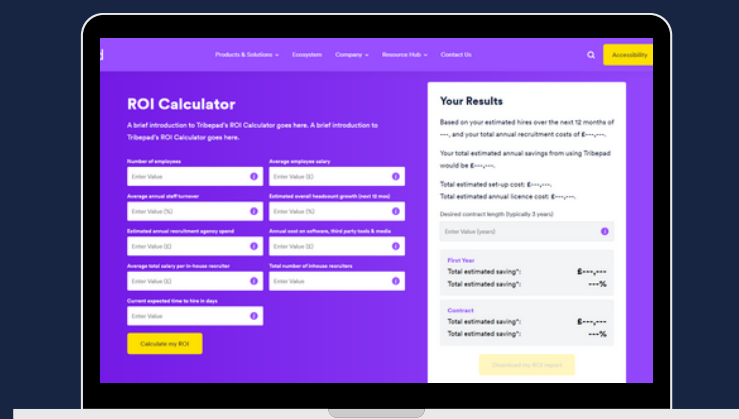 d
Products & Solutions
Ecosystem
Company
Resource Hub
Contact Us
Accessibility
ROI Calculator
A brief introduction to Tribepad's ROI Calculator goes here. A brief introduction to
Tribepad's ROI Calculator goes here.
Number of employees
Average employee salary
Enter Value
Enter Value (£)
Average annual staff turnover
Estimated overall headcount growth (next 12 mos)
Enter Value (%)
Enter Value (%)
Estimated annual recruitment agency spend
Annual cost on software, third party tools & media
Enter Value (£)
Enter Value (£)
Average total salary per in-house recruiter
Total number of inhouse recruiters
Enter Value (£)
Enter Value
Current expected time to hire in days
Enter Value
Calculate my ROI
Your Results
Based on your estimated hires over the next 12 months of
---, and your total annual recruitment costs of £---,---.
Your total estimated annual savings from using Tribepad
would be £---,---.
Total estimated set-up cost: £---,---.
Total estimated annual licence cost: £---,---.
Desired contract length (typically 3 years)
Enter Value (years)
First Year
Total estimated saving*: £---,---
Total estimated saving*: ---%
Contract
Total estimated saving*: £---,---
Total estimated saving*: ---%
Download my ROI report